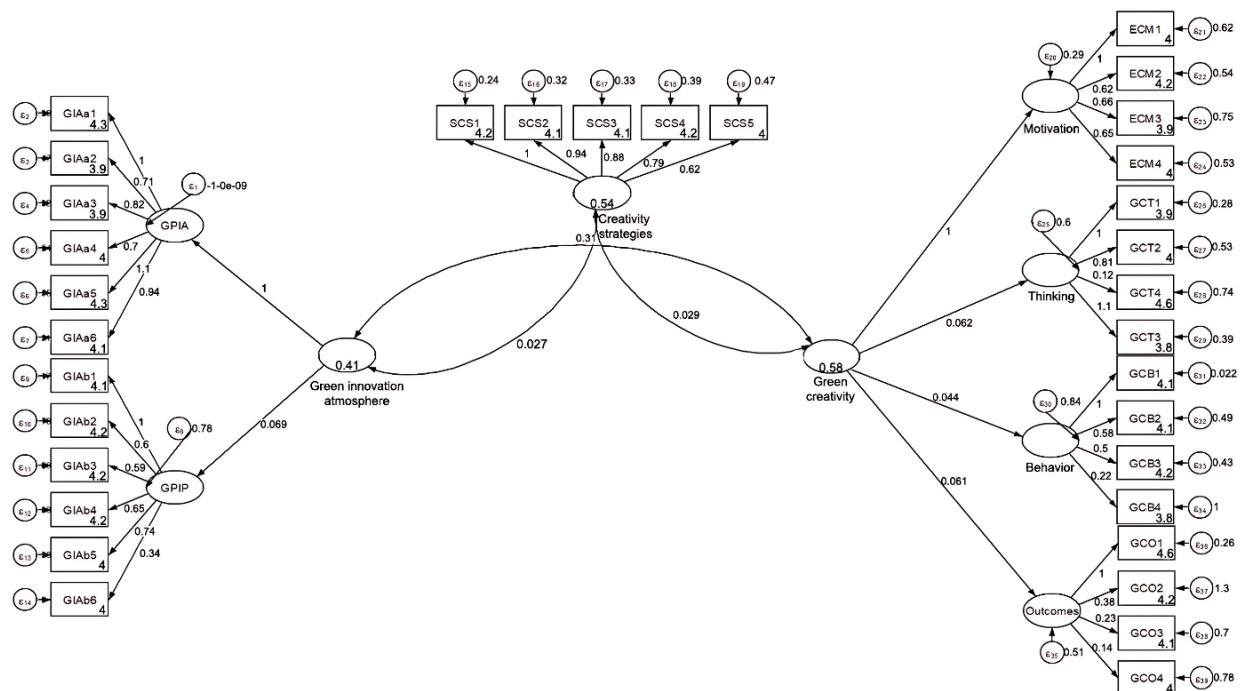 ε15 0.24
ε16 0.32
ε17 0.33
ε18 0.39
ε19 0.47
SCS1 4.2
SCS2 4.1
SCS3 4.1
SCS4 4.2
SCS5 4
1
0.94
0.88
0.79
0.62
0.54
Creativity
strategies
0.31
0.027
0.029
ε2
GIAa1 4.3
ε3
GIAa2 3.9
ε4
GIAa3 3.9
ε5
GIAa4 4
ε6
GIAa5 4.3
ε7
GIAa6 4.1
1
0.71
0.82
0.7
1.1
0.94
ε1 -1-0e-09
GPIA
1
0.41
Green innovation
atmosphere
0.069
ε9
GIAb1 4.1
ε10
GIAb2 4.2
ε11
GIAb3 4.2
ε12
GIAb4 4.2
ε13
GIAb5 4
ε14
GIAb6 4
1
0.6
0.59
0.65
0.74
0.34
ε8 0.78
GPIP
0.58
Green
creativity
1
0.062
0.044
0.061
ε20 0.29
Motivation
1
0.62
0.66
0.65
ECM1 4
ε21 0.62
ECM2 4.2
ε22 0.54
ECM3 3.9
ε23 0.75
ECM4 4
ε24 0.53
ε25 0.6
Thinking
1
0.81
0.12
1.1
GCT1 3.9
ε26 0.28
GCT2 4
ε27 0.53
GCT4 4.6
ε28 0.74
GCT3 3.8
ε29 0.39
ε30 0.84
Behavior
1
0.58
0.5
0.22
GCB1 4.1
ε31 0.022
GCB2 4.1
ε32 0.49
GCB3 4.2
ε33 0.43
GCB4 3.8
ε34 1
Outcomes
ε35 0.51
1
0.38
0.23
0.14
GCO1 4.6
ε36 0.26
GCO2 4.2
ε37 1.3
GCO3 4.1
ε38 0.7
GCO4 4
ε39 0.78